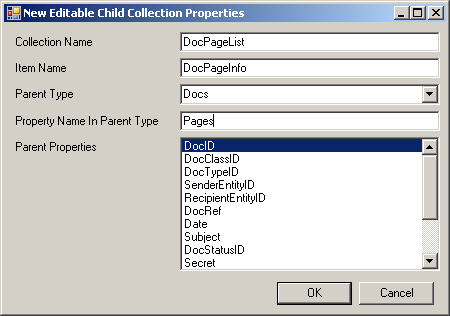 New Editable Child Collection Properties
Collection Name DocPageList
Item Name DocPageInfo
Parent Type Docs
Property Name In Parent Type Pages
Parent Properties DocID
DocClassID
DocTypeID
SenderEntityID
RecipientEntityID
DocRef
Date
Subject
DocStatusID
Secret
OK Cancel